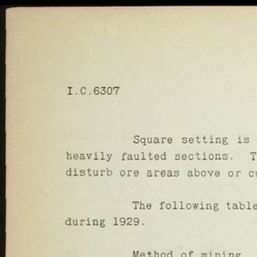 I.C.6307
Square setting is
heavily faulted sections.
disturb ore areas above or
The following table
during 1929.
Method of mining